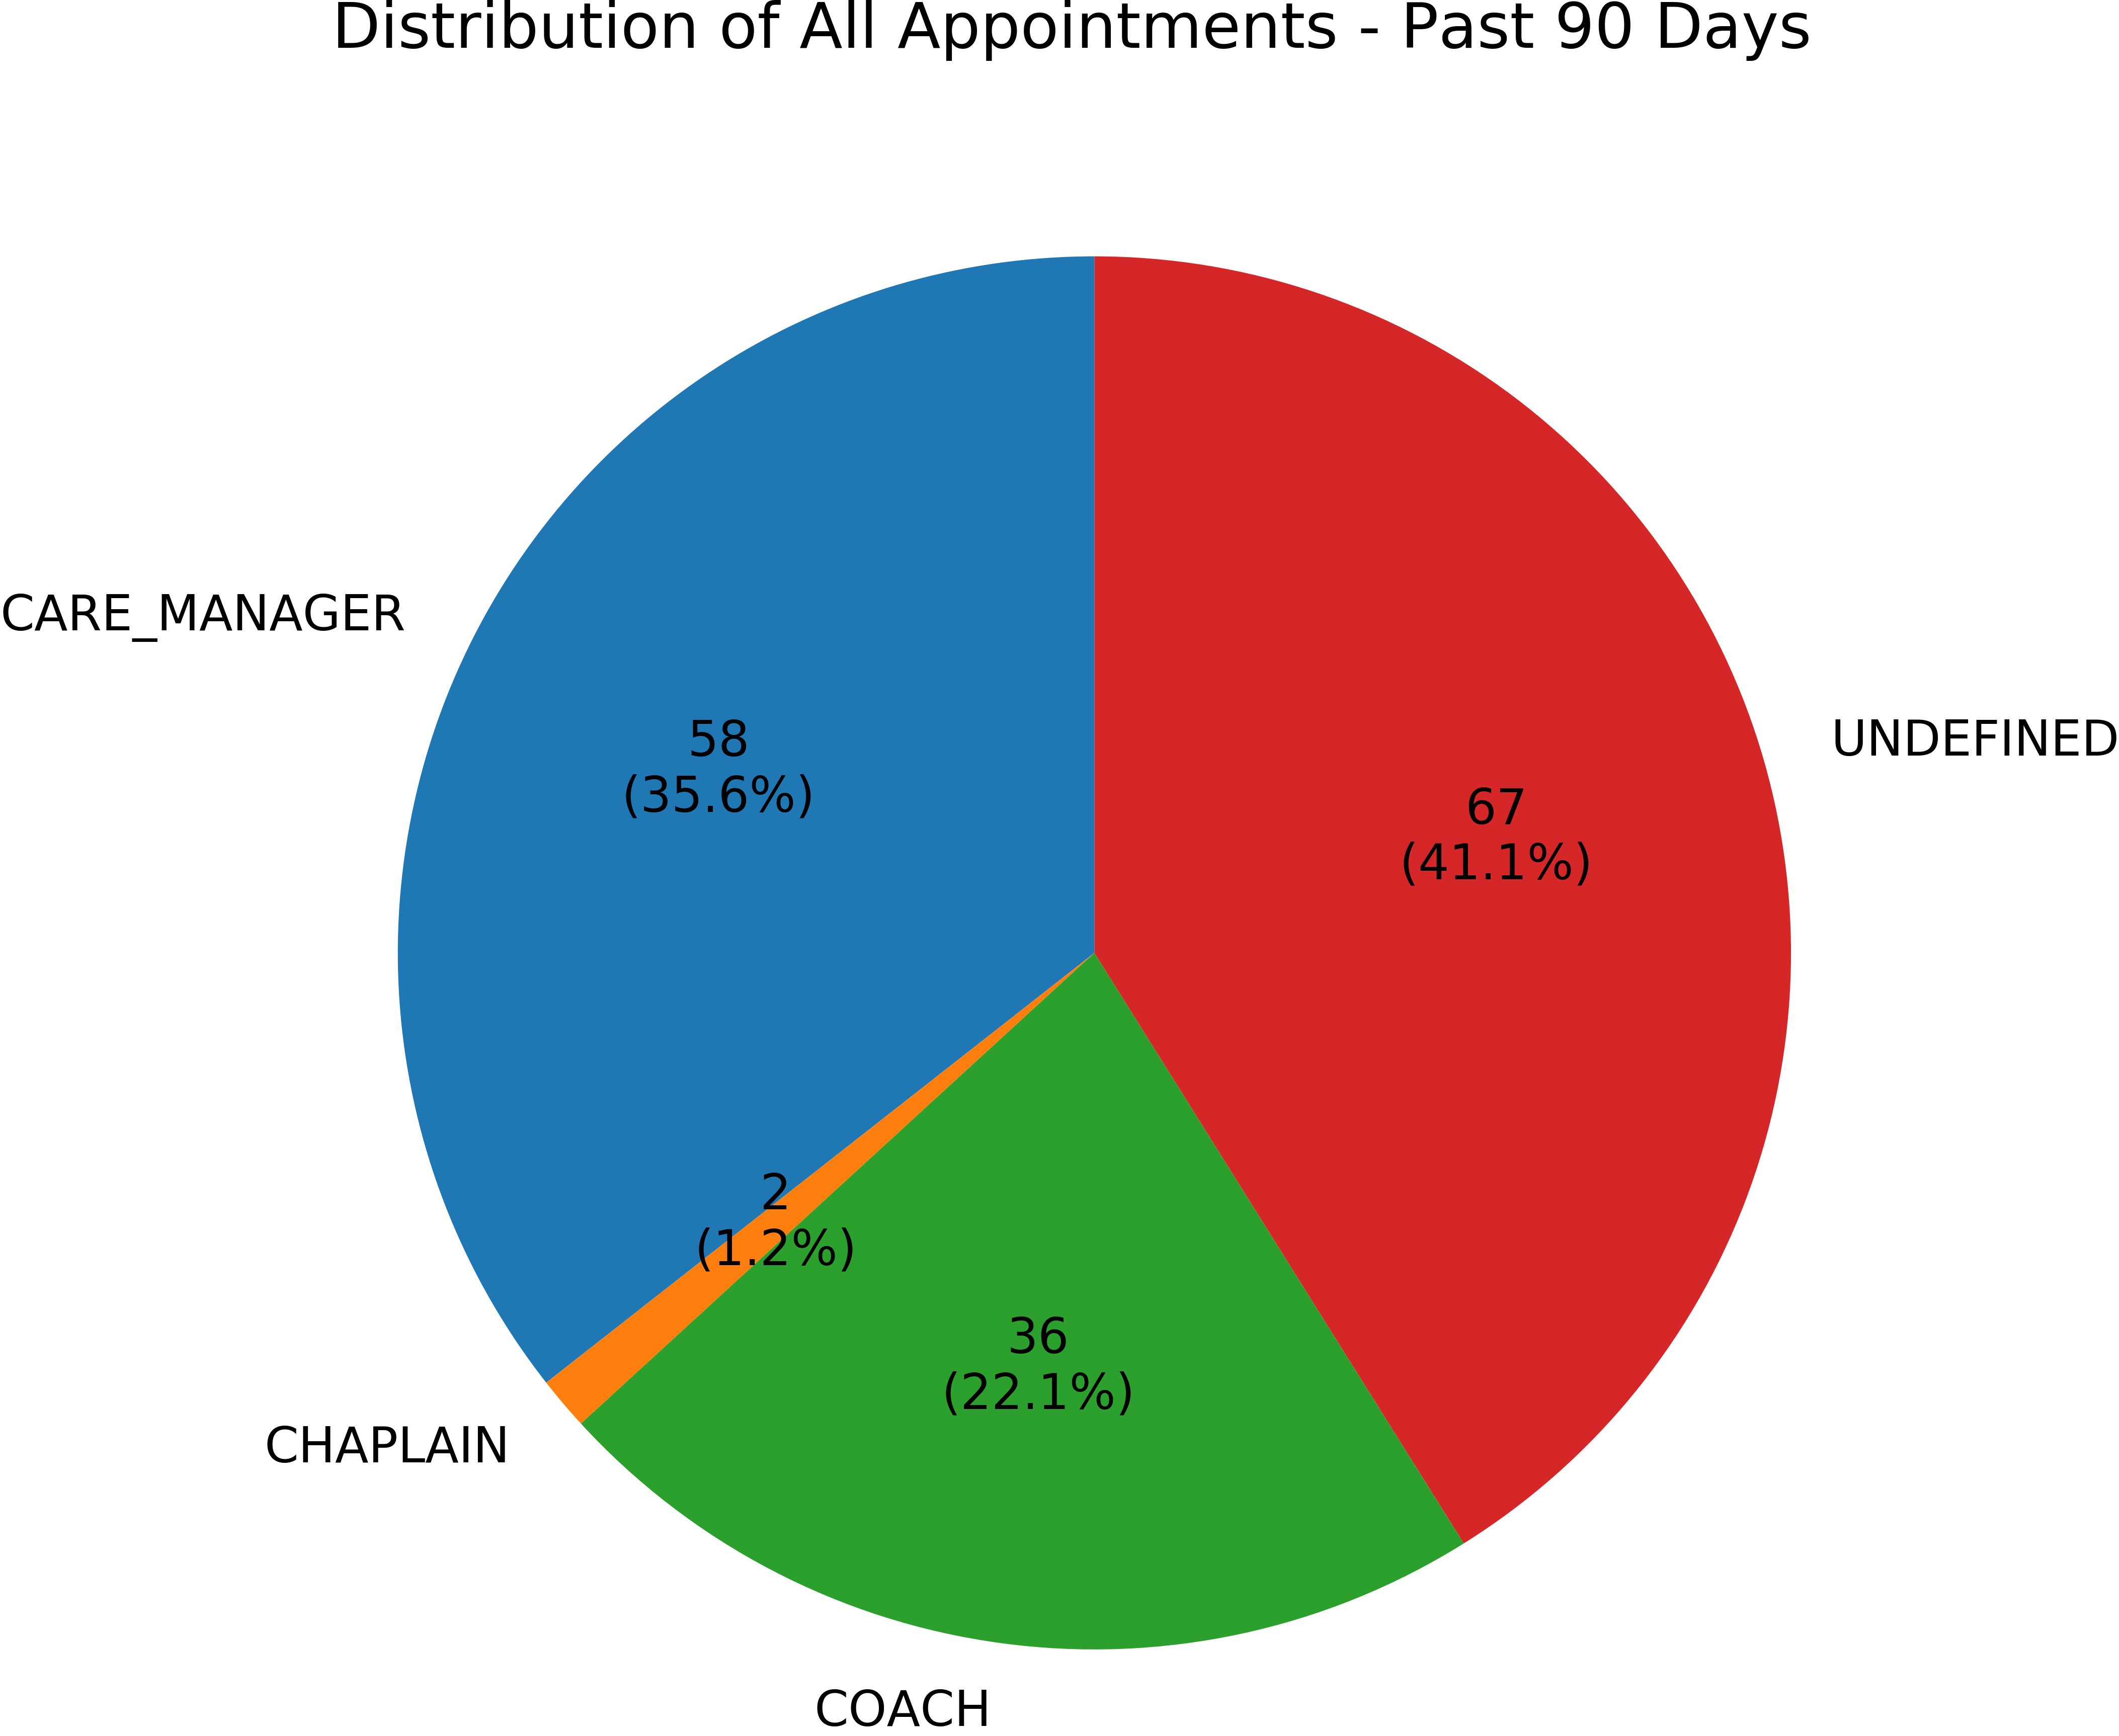 Distribution of All Appointments - Past 90 Days
CARE_MANAGER
58
(35.6%)
UNDEFINED
67
(41.1%)
2
(1.2%)
36
(22.1%)
CHAPLAIN
COACH